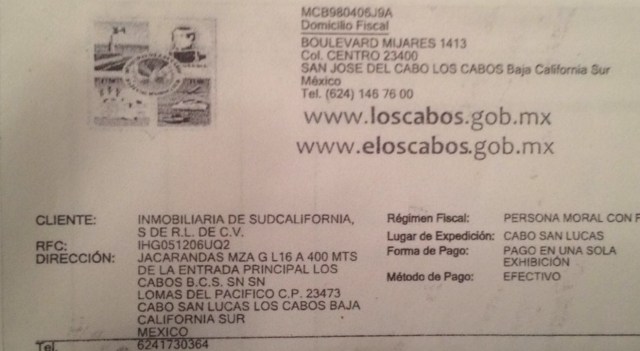 MCB980406J9A
Domicilio Fiscal
BOULEVARD MIJARES 1413
Col. CENTRO 23400
SAN JOSE DEL CABO LOS CABOS Baja California Sur
México
Tel. (624) 146 76 00
www.loscabos.gob.mx
www.eloscabos.gob.mx
CLIENTE: INMOBILIARIA DE SUDCALIFORNIA,
S DE R.L. DE C.V.
RFC: IHG051206UQ2
DIRECCIÓN: JACARANDAS MZA G L16 A 400 MTS
DE LA ENTRADA PRINCIPAL LOS
CABOS B.C.S. SN SN
LOMAS DEL PACIFICO C.P. 23473
CABO SAN LUCAS LOS CABOS BAJA
CALIFORNIA SUR
MEXICO
Tel. 6241730364
Régimen Fiscal: PERSONA MORAL CON F
Lugar de Expedición: CABO SAN LUCAS
Forma de Pago: PAGO EN UNA SOLA
EXHIBICIÓN
Método de Pago: EFECTIVO